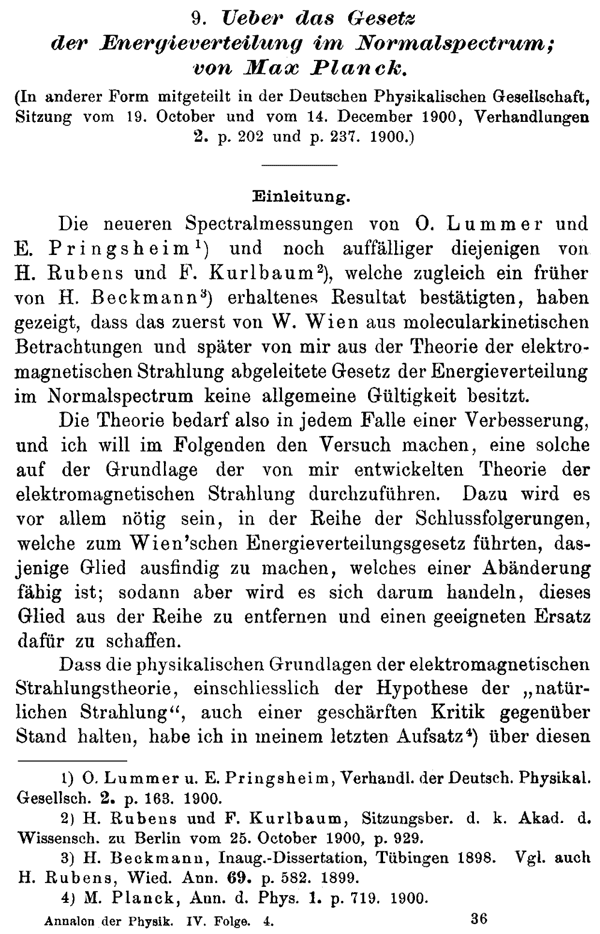 9. Ueber das Gesetz
der Energieverteilung im Normalspectrum;
von Max Planck.
(In anderer Form mitgeteilt in der Deutschen Physikalischen Gesellschaft,
Sitzung vom 19. October und vom 14. December 1900, Verhandlungen
2. p. 202 und p. 237. 1900.)
Einleitung.
Die neueren Spectralmessungen von O. Lummer und
E. Pringsheim¹) und noch auffälliger diejenigen von
H. Rubens und F. Kurlbaum²), welche zugleich ein früher
von H. Beckmann³) erhaltenes Resultat bestätigten, haben
gezeigt, dass das zuerst von W. Wien aus molecularkinetischen
Betrachtungen und später von mir aus der Theorie der elektro-
magnetischen Strahlung abgeleitete Gesetz der Energieverteilung
im Normalspectrum keine allgemeine Gültigkeit besitzt.
Die Theorie bedarf also in jedem Falle einer Verbesserung,
und ich will im Folgenden den Versuch machen, eine solche
auf der Grundlage der von mir entwickelten Theorie der
elektromagnetischen Strahlung durchzuführen. Dazu wird es
vor allem nötig sein, in der Reihe der Schlussfolgerungen,
welche zum Wien'schen Energieverteilungsgesetz führten, das-
jenige Glied ausfindig zu machen, welches einer Abänderung
fähig ist; sodann aber wird es sich darum handeln, dieses
Glied aus der Reihe zu entfernen und einen geeigneten Ersatz
dafür zu schaffen.
Dass die physikalischen Grundlagen der elektromagnetischen
Strahlungstheorie, einschliesslich der Hypothese der „natür-
lichen Strahlung“, auch einer geschärften Kritik gegenüber
Stand halten, habe ich in meinem letzten Aufsatz⁴) über diesen
1) O. Lummer u. E. Pringsheim, Verhandl. der Deutsch. Physikal.
Gesellsch. 2. p. 163. 1900.
2) H. Rubens und F. Kurlbaum, Sitzungsber. d. k. Akad. d.
Wissensch. zu Berlin vom 25. October 1900, p. 929.
3) H. Beckmann, Inaug.-Dissertation, Tübingen 1898. Vgl. auch
H. Rubens, Wied. Ann. 69. p. 582. 1899.
4) M. Planck, Ann. d. Phys. 1. p. 719. 1900.
Annalen der Physik. IV. Folge. 4. 36